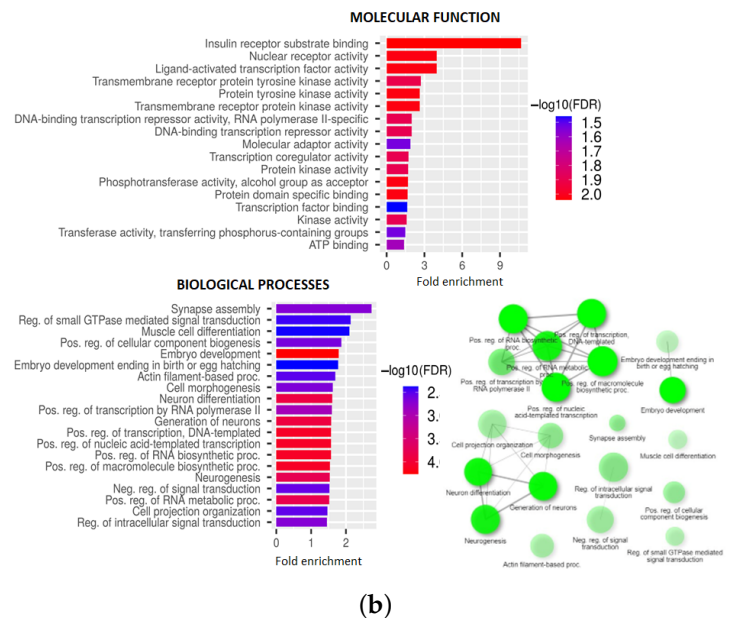 MOLECULAR FUNCTION
Insulin receptor substrate binding
Nuclear receptor activity
Ligand-activated transcription factor activity
Transmembrane receptor protein tyrosine kinase activity
Protein tyrosine kinase activity
Transmembrane receptor protein kinase activity
DNA-binding transcription repressor activity, RNA polymerase II-specific
DNA-binding transcription repressor activity
Molecular adaptor activity
Transcription coregulator activity
Protein kinase activity
Phosphotransferase activity, alcohol group as acceptor
Protein domain specific binding
Transcription factor binding
Kinase activity
Transferase activity, transferring phosphorus-containing groups
ATP binding
0 3 6 9
Fold enrichment
−log10(FDR)
1.5
1.6
1.7
1.8
1.9
2.0
BIOLOGICAL PROCESSES
Synapse assembly
Reg. of small GTPase mediated signal transduction
Muscle cell differentiation
Pos. reg. of cellular component biogenesis
Embryo development
Embryo development ending in birth or egg hatching
Actin filament-based proc.
Cell morphogenesis
Neuron differentiation
Pos. reg. of transcription by RNA polymerase II
Generation of neurons
Pos. reg. of transcription, DNA-templated
Pos. reg. of nucleic acid-templated transcription
Pos. reg. of RNA biosynthetic proc.
Pos. reg. of macromolecule biosynthetic proc.
Neurogenesis
Neg. reg. of signal transduction
Pos. reg. of RNA metabolic proc.
Cell projection organization
Reg. of intracellular signal transduction
0 1 2
Fold enrichment
−log10(FDR)
2.
3.
3.
4.
Pos. reg. of RNA biosynthetic
proc.
Pos. reg. of transcription,
DNA-templated
Pos. reg. of RNA metabolic
proc.
Pos. reg. of transcription by
RNA polymerase II
Pos. reg. of macromolecule
biosynthetic proc.
Pos. reg. of nucleic
acid-templated transcription
Embryo development ending in
birth or egg hatching
Embryo development
Cell projection organization
Cell morphogenesis
Synapse assembly
Muscle cell differentiation
Neuron differentiation
Generation of neurons
Neurogenesis
Reg. of intracellular signal
transduction
Pos. reg. of cellular
component biogenesis
Neg. reg. of signal
transduction
Reg. of small GTPase mediated
signal transduction
Actin filament-based proc.
(b)